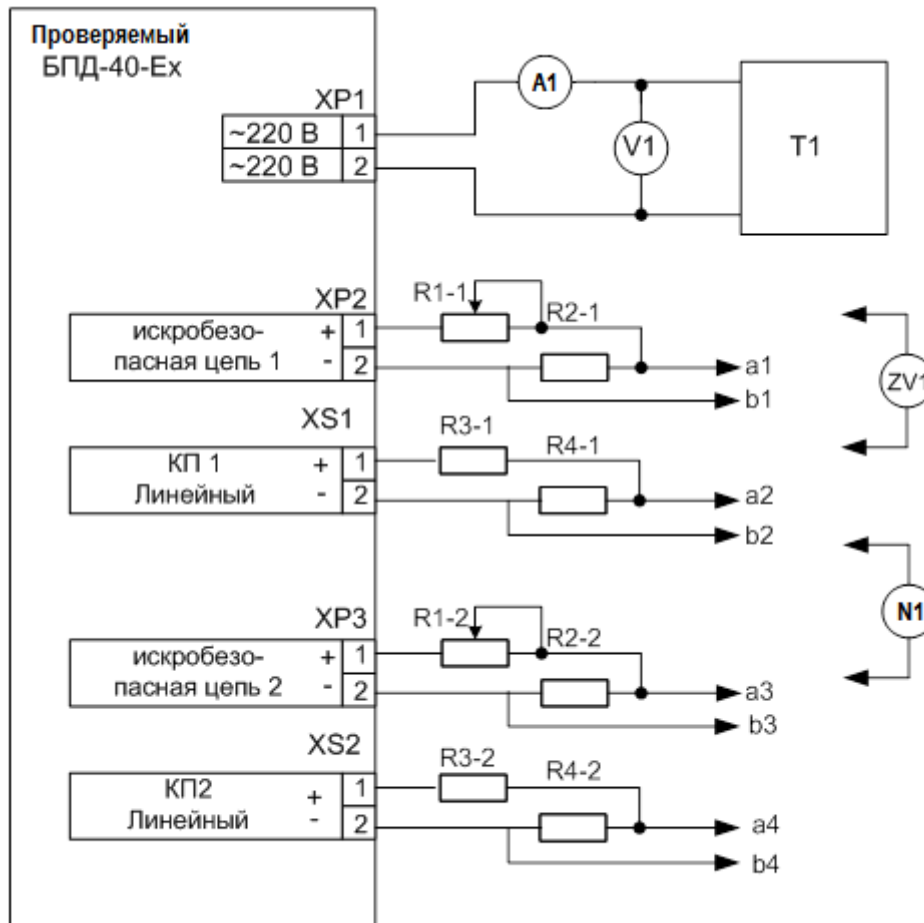 Проверяемый
БПД-40-Ex
XP1
~220 В 1
~220 В 2
A1
V1
T1
XP2
искробезо- + 1
пасная цепь 1 - 2
R1-1
R2-1
a1
b1
ZV1
XS1
КП 1 + 1
Линейный - 2
R3-1
R4-1
a2
b2
N1
XP3
искробезо- + 1
пасная цепь 2 - 2
R1-2
R2-2
a3
b3
XS2
КП2 + 1
Линейный - 2
R3-2
R4-2
a4
b4